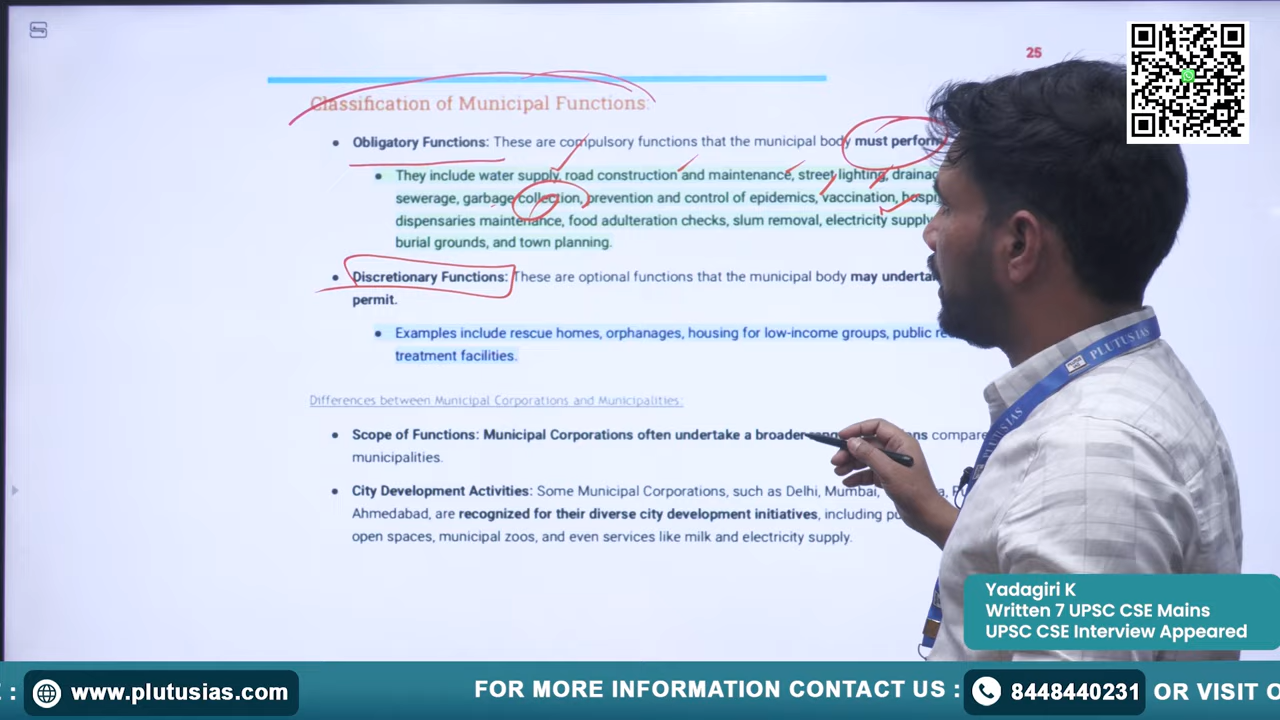 25
Classification of Municipal Functions:
Obligatory Functions: These are compulsory functions that the municipal body must perform
They include water supply, road construction and maintenance, street lighting,
sewerage, garbage collection, prevention and control of epidemics, vaccination,
dispensaries maintenance, food adulteration checks, slum removal, electricity supply
burial grounds, and town planning.
Discretionary Functions: These are optional functions that the municipal body may
permit.
Examples include rescue homes, orphanages, housing for low-income groups, public
treatment facilities.
Differences between Municipal Corporations and Municipalities:
Scope of Functions: Municipal Corporations often undertake a broader
municipalities.
City Development Activities: Some Municipal Corporations, such as Delhi, Mumbai,
Ahmedabad, are recognized for their diverse city development initiatives, including
open spaces, municipal zoos, and even services like milk and electricity supply.
PLUTUS IAS
PLUTUS
Yadagiri K
Written 7 UPSC CSE Mains
UPSC CSE Interview Appeared
: www.plutusias.com FOR MORE INFORMATION CONTACT US : 8448440231 OR VISIT